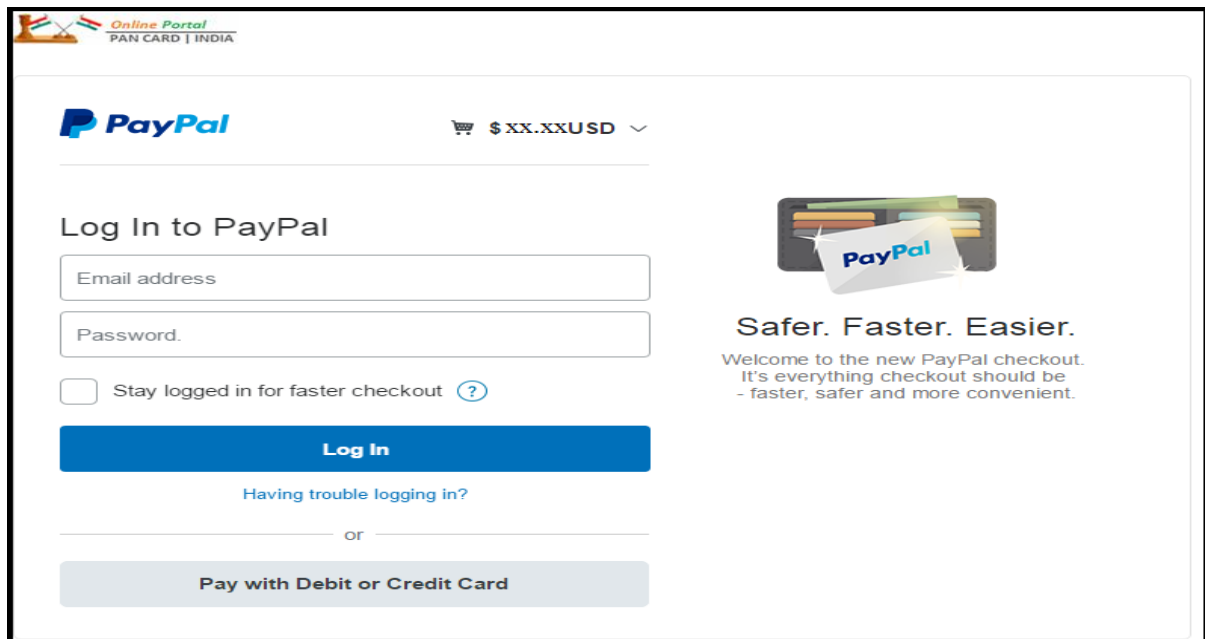 Online Portal
PAN CARD | INDIA
PayPal
$ XX.XXUSD
Log In to PayPal
Email address
Password.
Stay logged in for faster checkout ?
Log In
Having trouble logging in?
or
Pay with Debit or Credit Card
PayPal
Safer. Faster. Easier.
Welcome to the new PayPal checkout.
It's everything checkout should be
- faster, safer and more convenient.